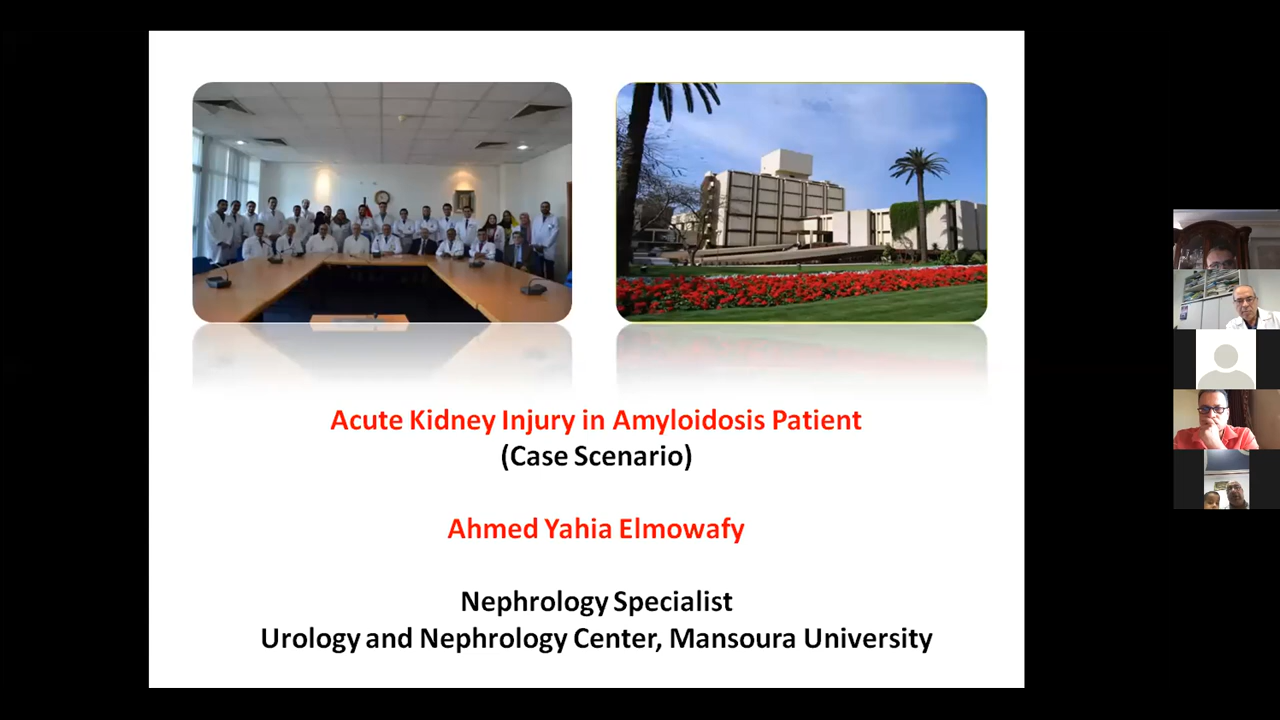 Acute Kidney Injury in Amyloidosis Patient
(Case Scenario)
Ahmed Yahia Elmowafy
Nephrology Specialist
Urology and Nephrology Center, Mansoura University